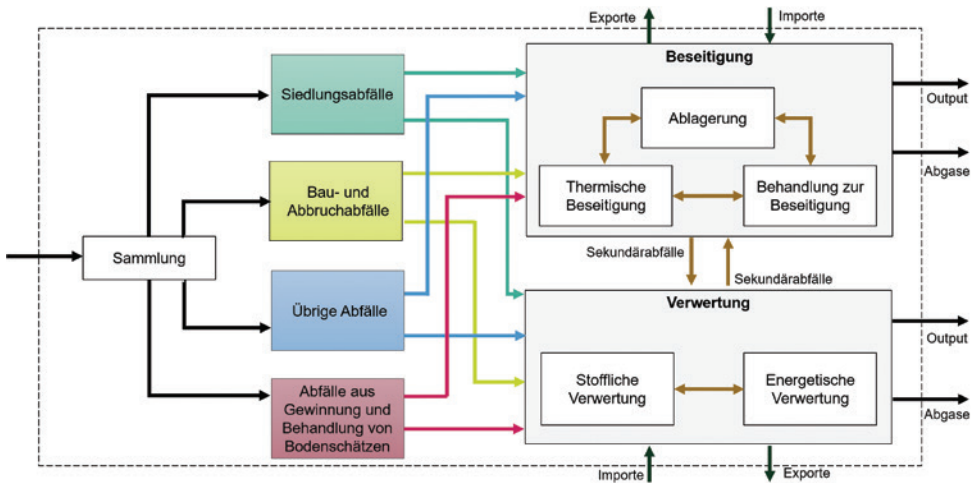 Exporte
Importe
Beseitigung
Siedlungsabfälle
Output
Ablagerung
Abgase
Bau- und
Abbruchabfälle
Thermische
Beseitigung
Behandlung zur
Beseitigung
Sammlung
Sekundärabfälle
Sekundärabfälle
Übrige Abfälle
Verwertung
Output
Stoffliche
Verwertung
Energetische
Verwertung
Abfälle aus
Gewinnung und
Behandlung von
Bodenschätzen
Abgase
Importe
Exporte